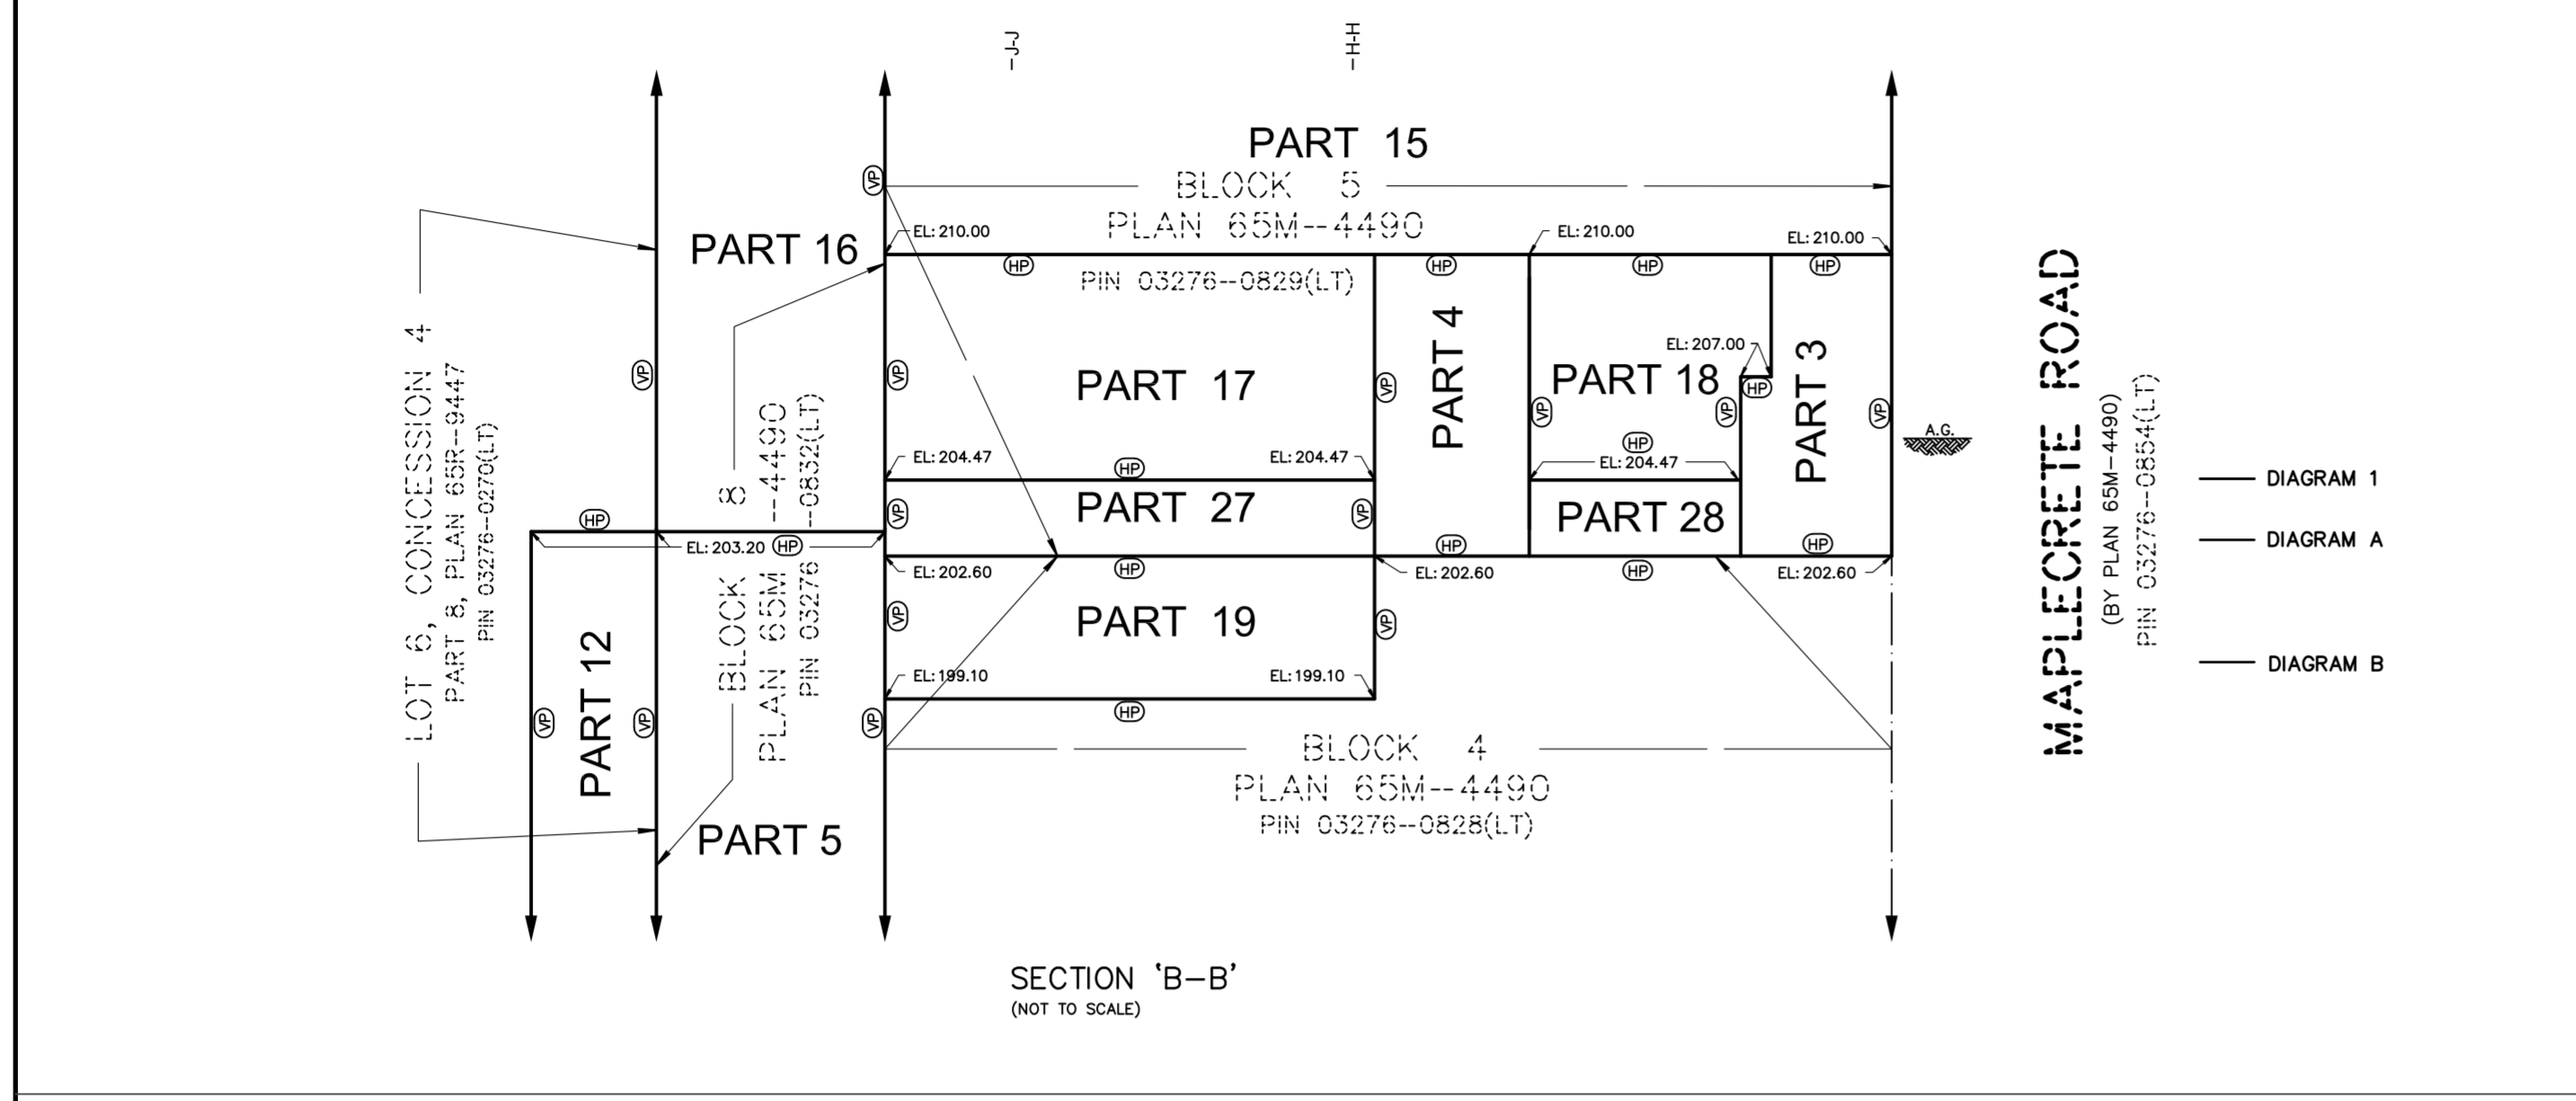 -J-J
-H-H
PART 15
BLOCK 5
PLAN 65M--4490
PIN 03276--0829(LT)
VP
PART 16
EL: 210.00
EL: 210.00
EL: 210.00
HP
HP
HP
HP
LOT 6, CONCESSION 4
PART 8, PLAN 65R--9447
PIN 03276-0270(LT)
VP
VP
PART 17
VP
PART 4
EL: 207.00
PART 18
HP
VP
VP
PART 3
VP
A.G.
MAPLECRETE ROAD
(BY PLAN 65M-4490)
PIN 03276--0854(LT)
EL: 204.47
HP
EL: 204.47
HP
EL: 204.47
DIAGRAM 1
VP
PART 27
VP
PART 28
DIAGRAM A
HP
EL: 203.20
HP
BLOCK 8
PLAN 65M--4490
PIN 03276--0832(LT)
EL: 202.60
HP
HP
EL: 202.60
HP
HP
EL: 202.60
VP
PART 19
VP
DIAGRAM B
EL: 199.10
EL: 199.10
HP
VP
PART 12
VP
VP
BLOCK 4
PLAN 65M--4490
PIN 03276--0828(LT)
PART 5
SECTION 'B-B'
(NOT TO SCALE)